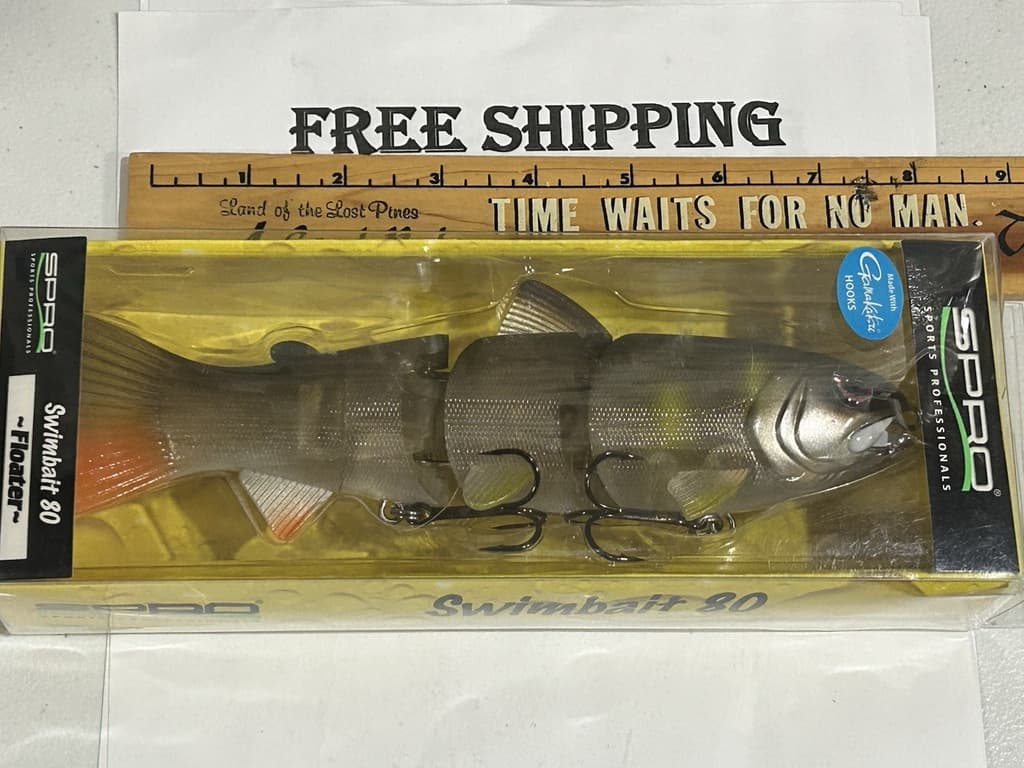 FREE SHIPPING
1 2 3 4 5 6 7 8 9
Land of the Lost Pines
TIME WAITS FOR NO MAN.
SPRO®
SPORTS PROFESSIONALS
Swimbait 80
~Floater~
Made With
Gamakatsu®
HOOKS
SPRO®
SPORTS PROFESSIONALS
SPRO®
Swimbait 80